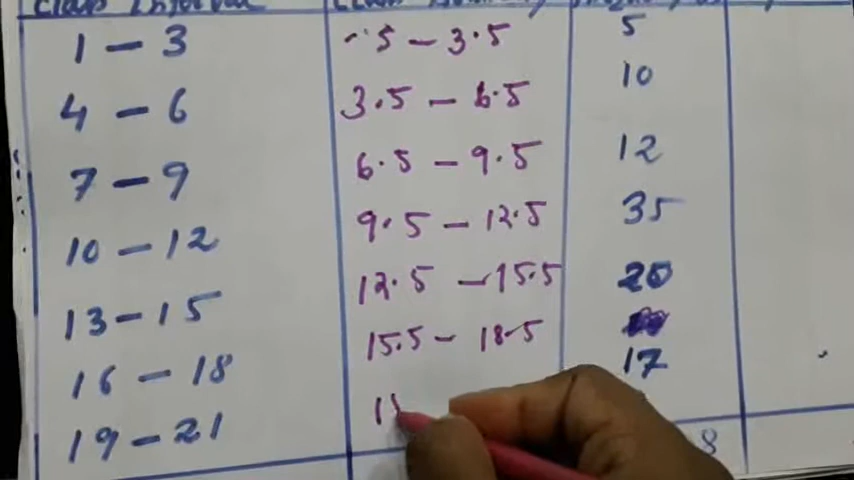 Class Interval
1 - 3 .5 - 3.5 5
4 - 6 3.5 - 6.5 10
7 - 9 6.5 - 9.5 12
10 - 12 9.5 - 12.5 35
13 - 15 12.5 - 15.5 20
16 - 18 15.5 - 18.5 17
19 - 21 8